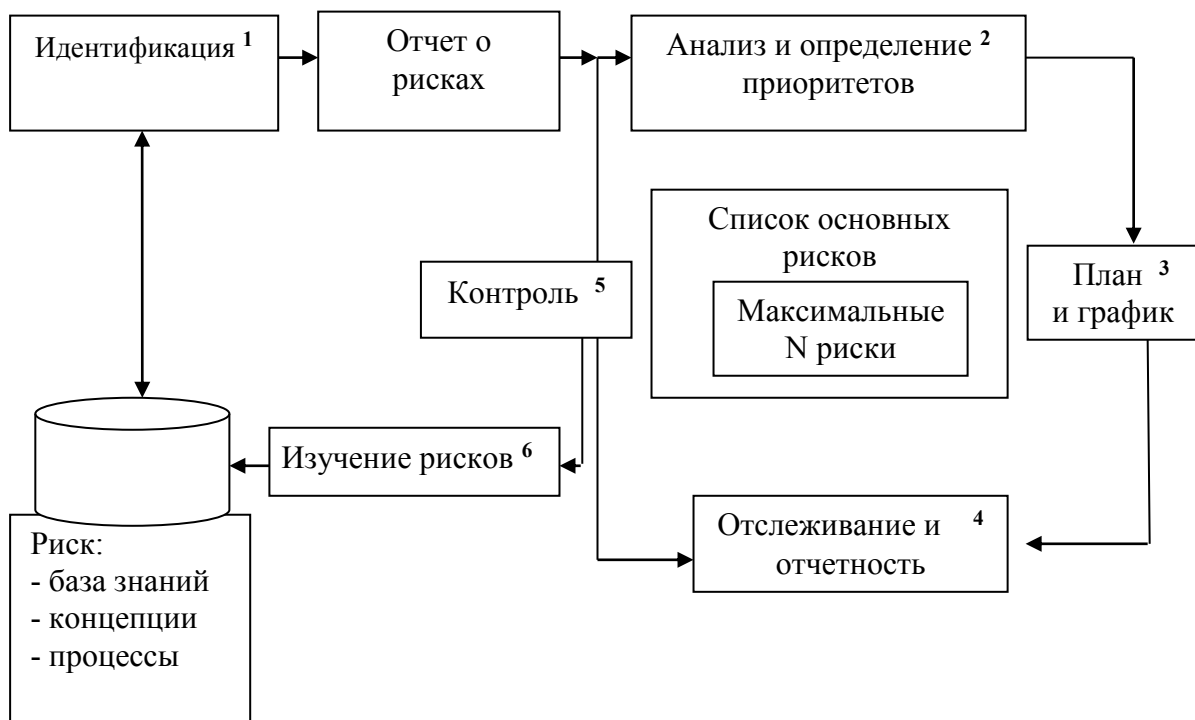 Идентификация 1
Отчет о
рисках
Анализ и определение 2
приоритетов
Список основных
рисков
Максимальные
N риски
План 3
и график
Контроль 5
Изучение рисков 6
Отслеживание и 4
отчетность
Риск:
- база знаний
- концепции
- процессы